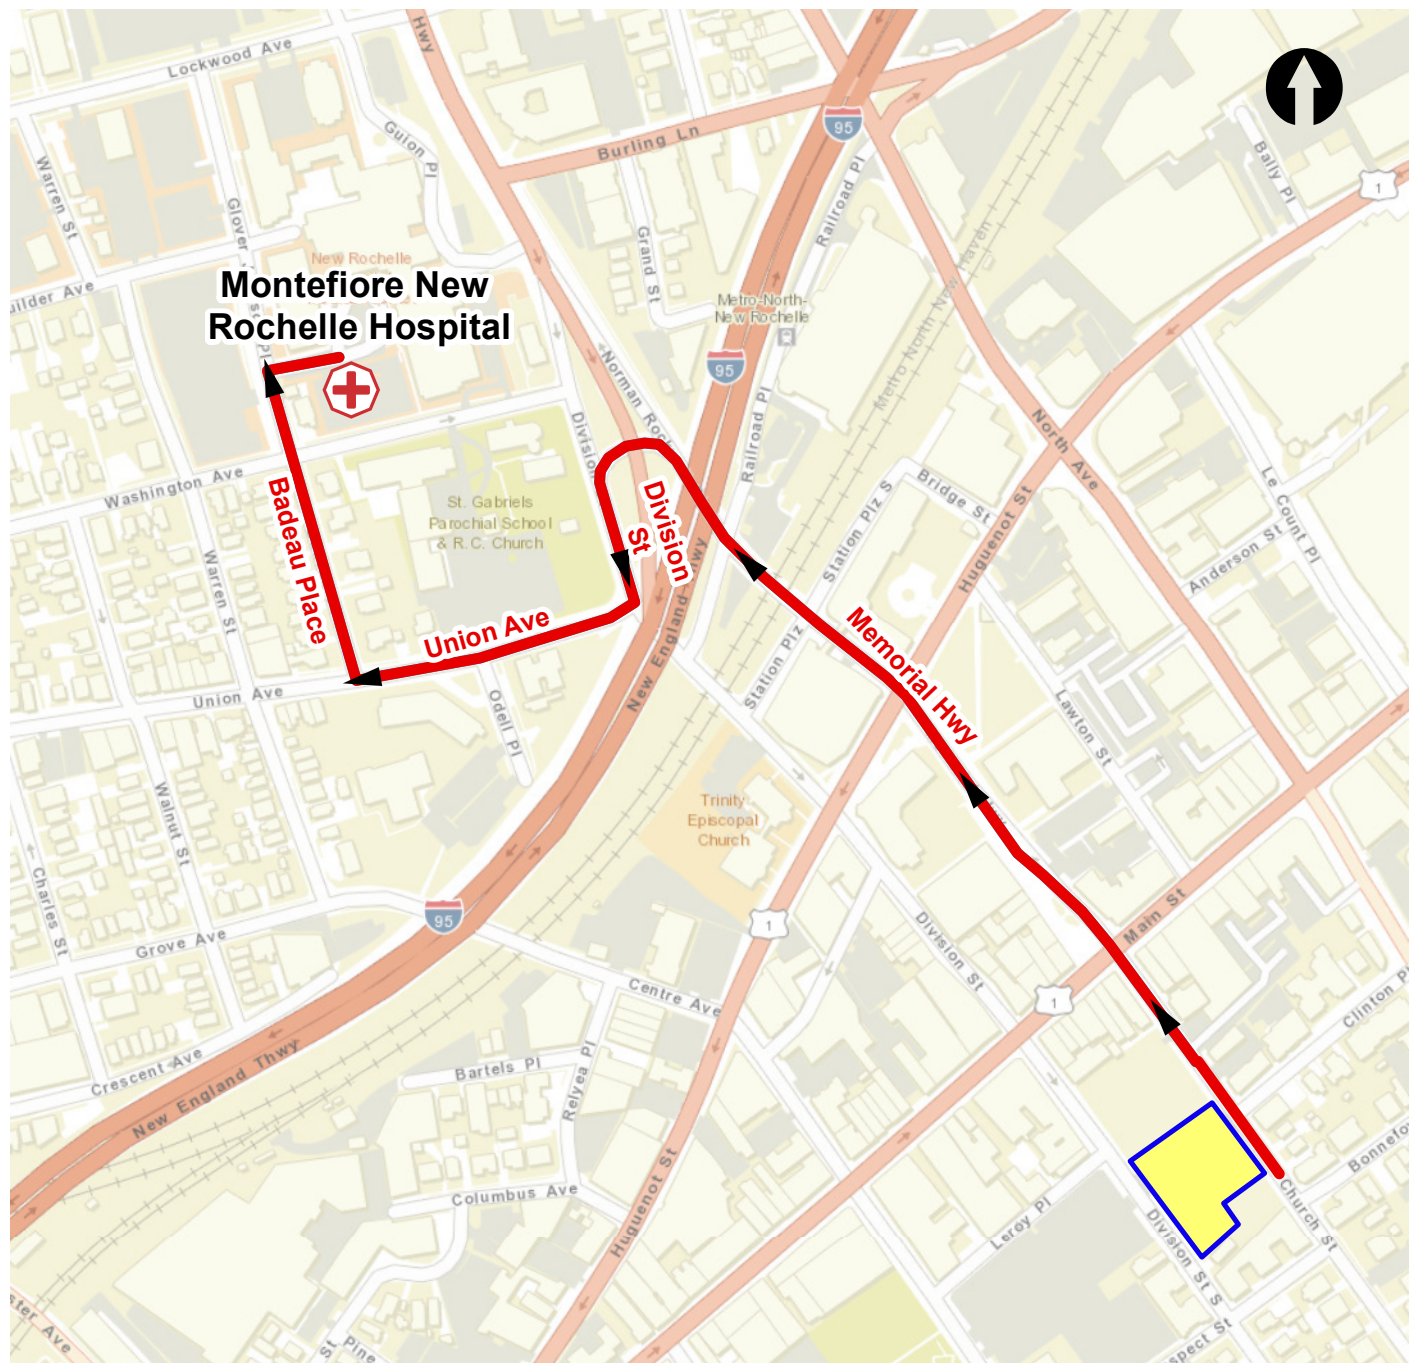 Lockwood Ave
Hwy
Guion Pl
Burling Ln
95
Bally Pl
1
Warren St
Glover
Grand St
Railroad Pl
New Rochelle
Montefiore New
Rochelle Hospital
Metro-North-
New Rochelle
Metro North New Haven
95
Norman
Division
Railroad Pl
North Ave
Washington Ave
St. Gabriels
Parochial School
& R.C. Church
Badeau Place
Division
St
Station Plz S
Bridge St
Huguenot St
Le Count Pl
Anderson St
Warren St
Union Ave
Memorial Hwy
Union Ave
Odell Pl
New England
hwy
Station Plz
Lawton St
Walnut St
Trinity
Episcopal
Church
Charles St
Grove Ave
95
1
Division St
Main St
1
Centre Ave
Clinton Pl
Crescent Ave
New England Thwy
Bartels Pl
Relyea Pl
Columbus Ave
Huguenot St
Leroy Pl
Division St S
Church St
St
Pine